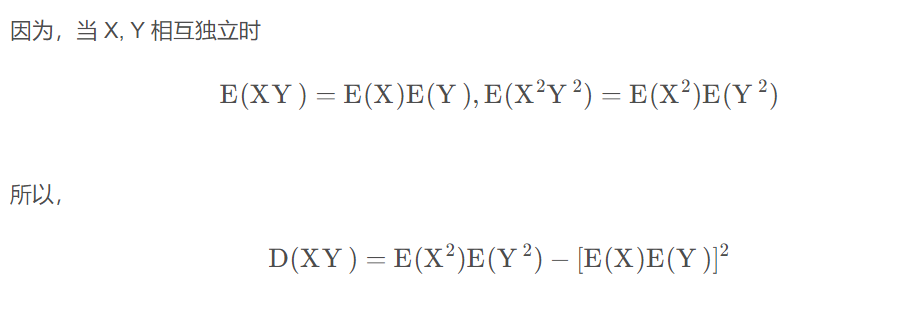 因为，当 X, Y 相互独立时
E(XY) = E(X)E(Y), E(X²Y²) = E(X²)E(Y²)
所以，
D(XY) = E(X²)E(Y²) − [E(X)E(Y)]²